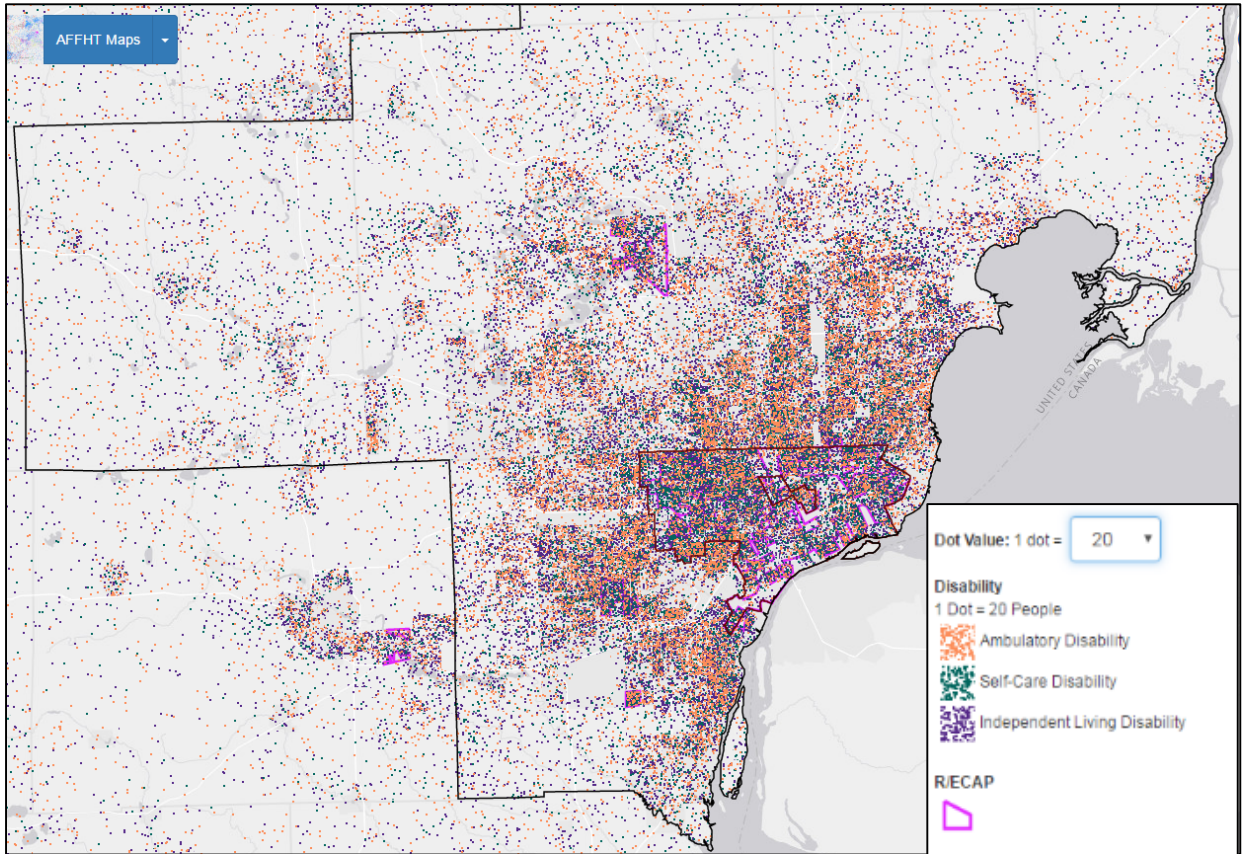 AFFHT Maps
UNITED STATES
CANADA
Dot Value: 1 dot = 20
Disability
1 Dot = 20 People
Ambulatory Disability
Self-Care Disability
Independent Living Disability
R/ECAP